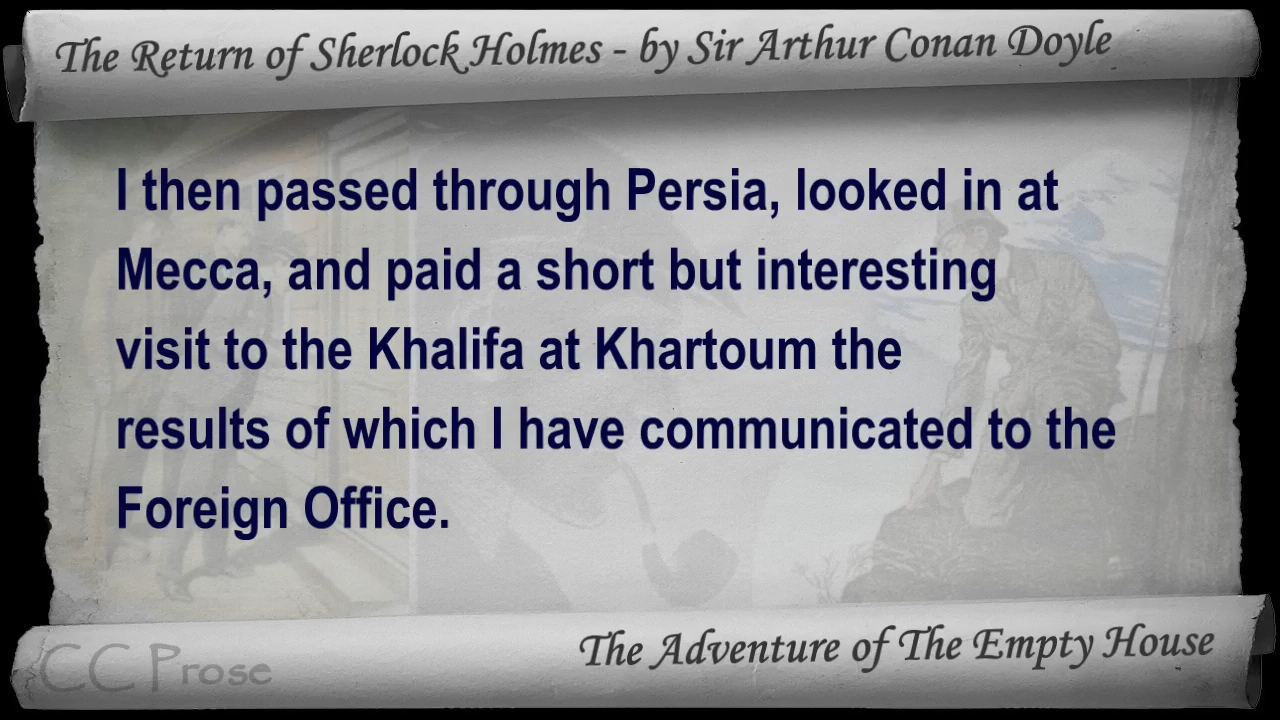 The Return of Sherlock Holmes - by Sir Arthur Conan Doyle
I then passed through Persia, looked in at
Mecca, and paid a short but interesting
visit to the Khalifa at Khartoum the
results of which I have communicated to the
Foreign Office.
The Adventure of The Empty House
CC Prose